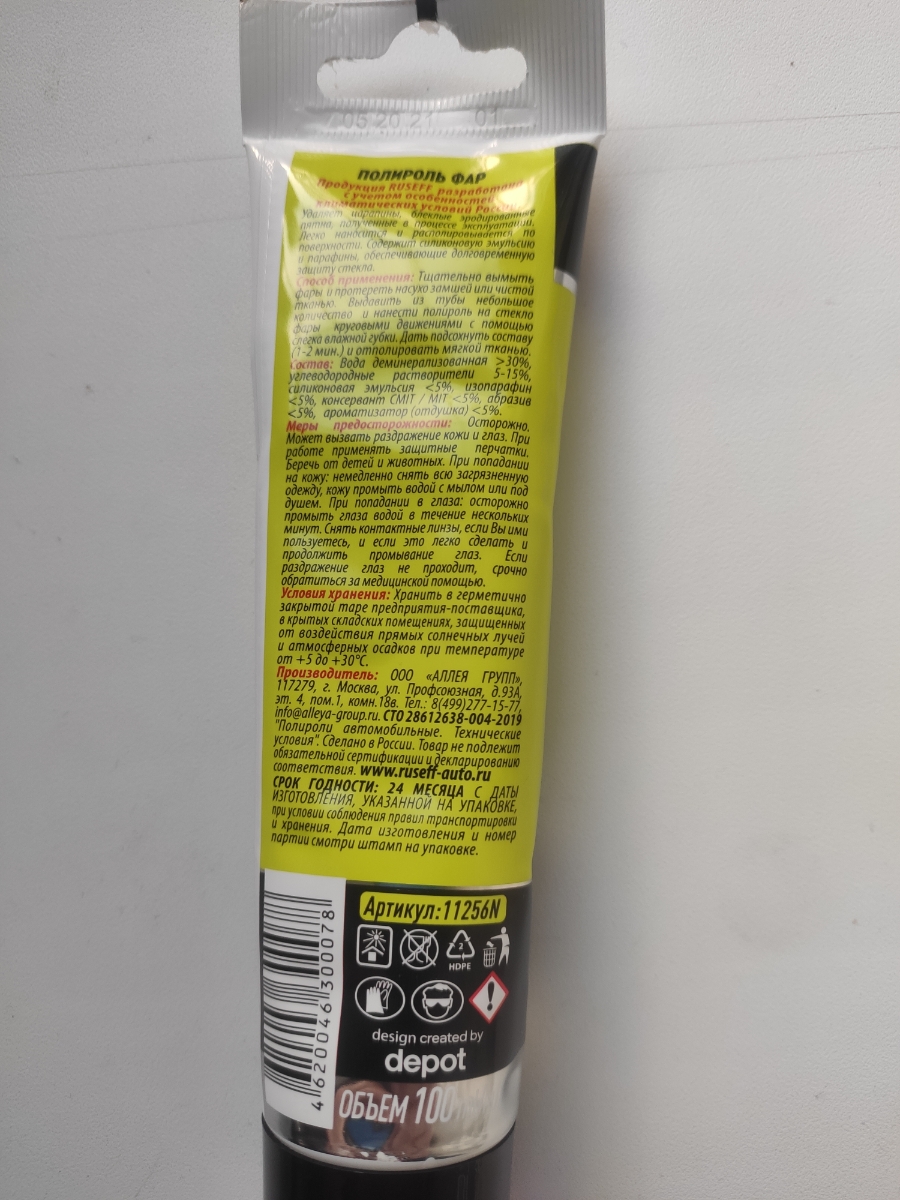 05 20 21 01
ПОЛИРОЛЬ ФАР
Продукция RUSEFF разработана
с учетом особенностей
климатических условий России.
Удаляет царапины, блеклые эродированные
пятна, полученные в процессе эксплуатации.
Легко наносится и располировывается по
поверхности. Содержит силиконовую эмульсию
и парафины, обеспечивающие долговременную
защиту стекла.
Способ применения: Тщательно вымыть
фары и протереть насухо замшей или чистой
тканью. Выдавить из тубы небольшое
количество и нанести полироль на стекло
фары круговыми движениями с помощью
слегка влажной губки. Дать подсохнуть составу
(1-2 мин.) и отполировать мягкой тканью.
Состав: Вода деминерализованная >30%,
углеводородные растворители 5-15%,
силиконовая эмульсия <5%, изопарафин
<5%, консервант CMIT / MIT <5%, абразив
<5%, ароматизатор (отдушка) <5%.
Меры предосторожности: Осторожно.
Может вызвать раздражение кожи и глаз. При
работе применять защитные перчатки.
Беречь от детей и животных. При попадании
на кожу: немедленно снять всю загрязненную
одежду, кожу промыть водой с мылом или под
душем. При попадании в глаза: осторожно
промыть глаза водой в течение нескольких
минут. Снять контактные линзы, если Вы ими
пользуетесь, и если это легко сделать и
продолжить промывание глаз. Если
раздражение глаз не проходит, срочно
обратиться за медицинской помощью.
Условия хранения: Хранить в герметично
закрытой таре предприятия-поставщика,
в крытых складских помещениях, защищенных
от воздействия прямых солнечных лучей
и атмосферных осадков при температуре
от +5 до +30°С.
Производитель: ООО «АЛЛЕЯ ГРУПП»,
117279, г. Москва, ул. Профсоюзная, д.93А,
эт. 4, пом.1, комн.18в. Тел.: 8(499)277-15-77,
info@alleya-group.ru. СТО 28612638-004-2019
"Полироли автомобильные. Технические
условия". Сделано в России. Товар не подлежит
обязательной сертификации и декларированию
соответствия. www.ruseff-auto.ru
СРОК ГОДНОСТИ: 24 МЕСЯЦА С ДАТЫ
ИЗГОТОВЛЕНИЯ, УКАЗАННОЙ НА УПАКОВКЕ,
при условии соблюдения правил транспортировки
и хранения. Дата изготовления и номер
партии смотри штамп на упаковке.
Артикул:11256N
2
HDPE
design created by
depot
4620046300078
ОБЪЕМ 100